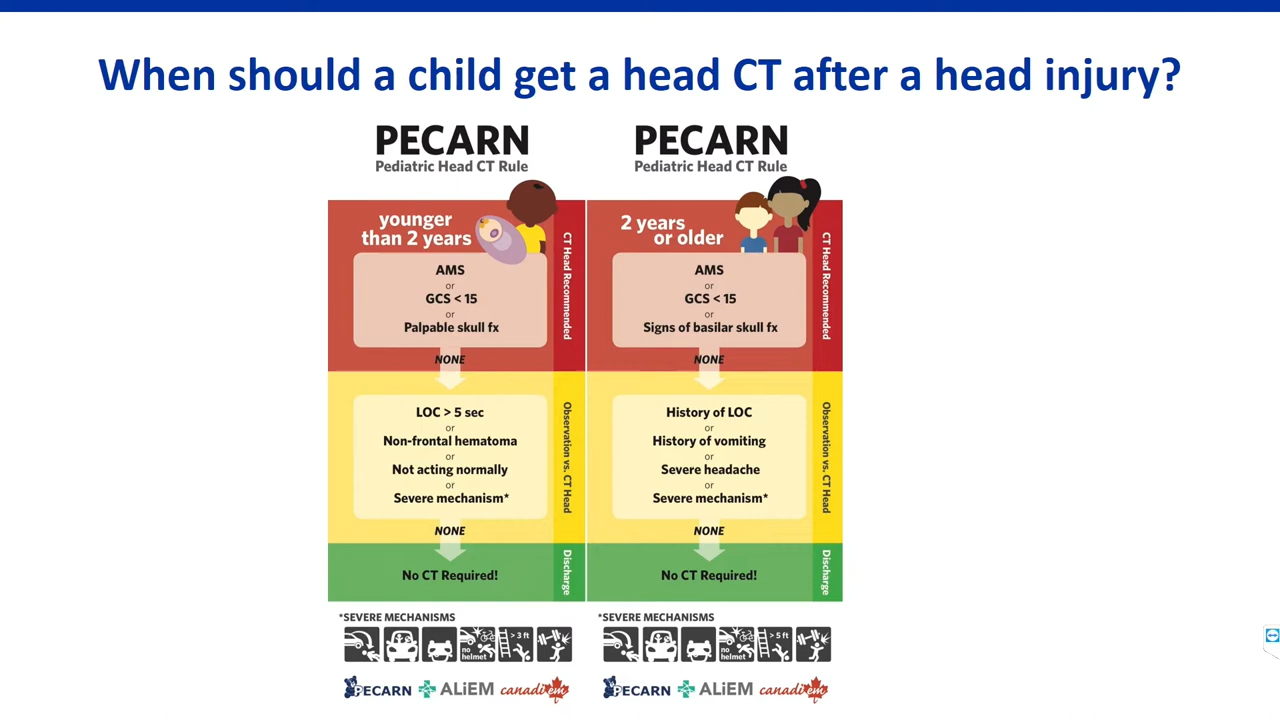 When should a child get a head CT after a head injury?
PECARN
Pediatric Head CT Rule
younger
than 2 years
CT Head Recommended
AMS
or
GCS < 15
or
Palpable skull fx
NONE
Observation vs. CT Head
LOC > 5 sec
or
Non-frontal hematoma
or
Not acting normally
or
Severe mechanism*
NONE
Discharge
No CT Required!
*SEVERE MECHANISMS
no
helmet
> 3 ft
PECARN
ALiEM
canadiem
PECARN
Pediatric Head CT Rule
2 years
or older
CT Head Recommended
AMS
or
GCS < 15
or
Signs of basilar skull fx
NONE
Observation vs. CT Head
History of LOC
or
History of vomiting
or
Severe headache
or
Severe mechanism*
NONE
Discharge
No CT Required!
*SEVERE MECHANISMS
no
helmet
> 5 ft
PECARN
ALiEM
canadiem